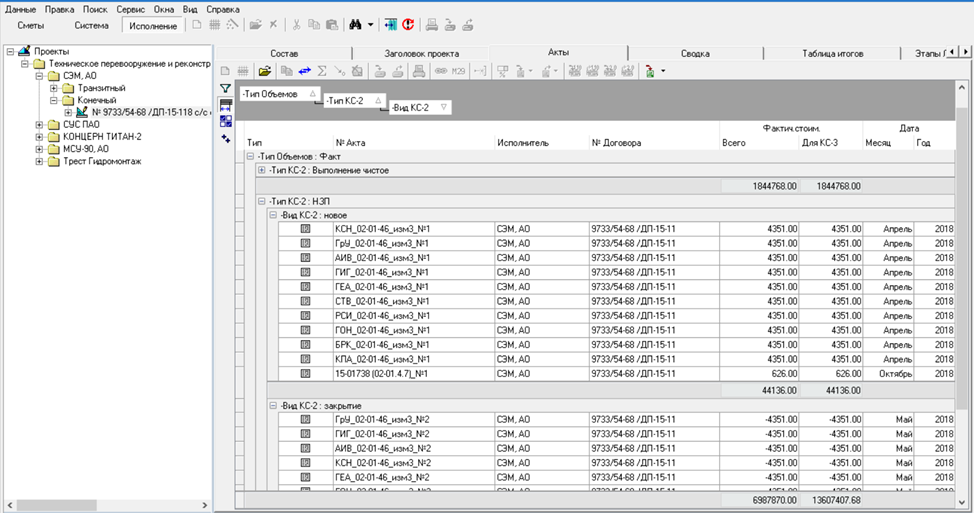 Данные Правка Поиск Сервис Окна Вид Справка
Сметы Система Исполнение
Проекты
Техническое перевооружение и реконстр
СЭМ, АО
Транзитный
Конечный
№ 9733/54-68 /ДП-15-118 с/с
СУС ПАО
КОНЦЕРН ТИТАН-2
МСУ-90, АО
Трест Гидромонтаж
Состав Заголовок проекта Акты Сводка Таблица итогов Этапы
М29
-Тип Объемов
-Тип КС-2
-Вид КС-2
Фактич.стоим. Дата
Тип № Акта Исполнитель № Договора Всего Для КС-3 Месяц Год
-Тип Объемов : Факт
-Тип КС-2 : Выполнение чистое
1844768.00 1844768.00
-Тип КС-2 : НЗП
-Вид КС-2 : новое
КСН_02-01-46_изм3_№1 СЭМ, АО 9733/54-68 /ДП-15-11 4351.00 4351.00 Апрель 2018
ГрУ_02-01-46_изм3_№1 СЭМ, АО 9733/54-68 /ДП-15-11 4351.00 4351.00 Апрель 2018
АИВ_02-01-46_изм3_№1 СЭМ, АО 9733/54-68 /ДП-15-11 4351.00 4351.00 Апрель 2018
ГИГ_02-01-46_изм3_№1 СЭМ, АО 9733/54-68 /ДП-15-11 4351.00 4351.00 Апрель 2018
ГЕА_02-01-46_изм3_№1 СЭМ, АО 9733/54-68 /ДП-15-11 4351.00 4351.00 Апрель 2018
СТВ_02-01-46_изм3_№1 СЭМ, АО 9733/54-68 /ДП-15-11 4351.00 4351.00 Апрель 2018
РСИ_02-01-46_изм3_№1 СЭМ, АО 9733/54-68 /ДП-15-11 4351.00 4351.00 Апрель 2018
ГОН_02-01-46_изм3_№1 СЭМ, АО 9733/54-68 /ДП-15-11 4351.00 4351.00 Апрель 2018
БРК_02-01-46_изм3_№1 СЭМ, АО 9733/54-68 /ДП-15-11 4351.00 4351.00 Апрель 2018
КПА_02-01-46_изм3_№1 СЭМ, АО 9733/54-68 /ДП-15-11 4351.00 4351.00 Апрель 2018
15-01738 (02-01.4.7)_№1 СЭМ, АО 9733/54-68 /ДП-15-11 626.00 626.00 Октябрь 2018
44136.00 44136.00
-Вид КС-2 : закрытие
ГрУ_02-01-46_изм3_№2 СЭМ, АО 9733/54-68 /ДП-15-11 -4351.00 -4351.00 Май 2018
ГИГ_02-01-46_изм3_№2 СЭМ, АО 9733/54-68 /ДП-15-11 -4351.00 -4351.00 Май 2018
АИВ_02-01-46_изм3_№2 СЭМ, АО 9733/54-68 /ДП-15-11 -4351.00 -4351.00 Май 2018
КСН_02-01-46_изм3_№2 СЭМ, АО 9733/54-68 /ДП-15-11 -4351.00 -4351.00 Май 2018
ГЕА_02-01-46_изм3_№2 СЭМ, АО 9733/54-68 /ДП-15-11 -4351.00 -4351.00 Май 2018
6987870.00 13607407.68